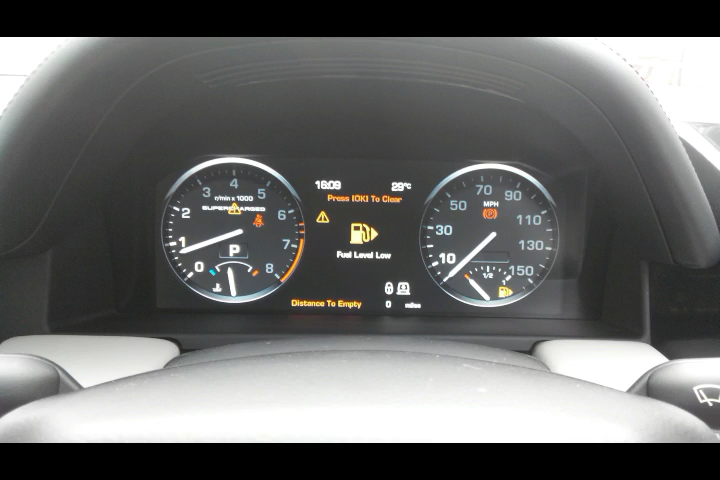 16:09 29°C
Press [OK] To Clear
Fuel Level Low
Distance To Empty 0 miles
0 1 2 4 5 6 7 8
r/min x 1000
SUPERCHARGED
P
10 30 50 70 90 110 130 150
MPH
(P)
1/2